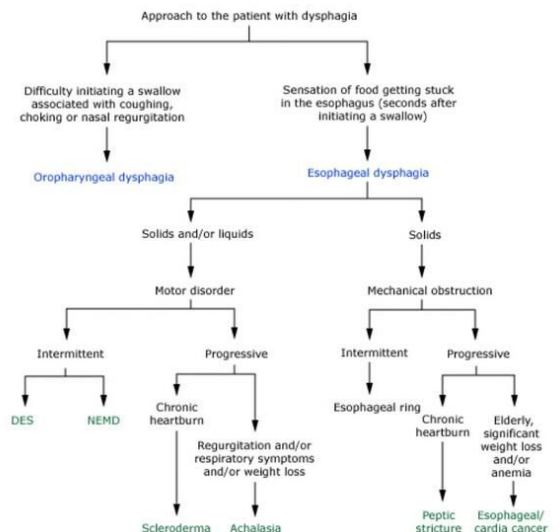 Approach to the patient with dysphagia
Difficulty initiating a swallow
associated with coughing,
choking or nasal regurgitation
Sensation of food getting stuck
in the esophagus (seconds after
initiating a swallow)
Oropharyngeal dysphagia
Esophageal dysphagia
Solids and/or liquids
Solids
Motor disorder
Mechanical obstruction
Intermittent
Progressive
Intermittent
Progressive
DES
NEMD
Chronic
heartburn
Regurgitation and/or
respiratory symptoms
and/or weight loss
Esophageal ring
Chronic
heartburn
Elderly,
significant
weight loss
and/or
anemia
Scleroderma
Achalasia
Peptic
stricture
Esophageal/
cardia cancer